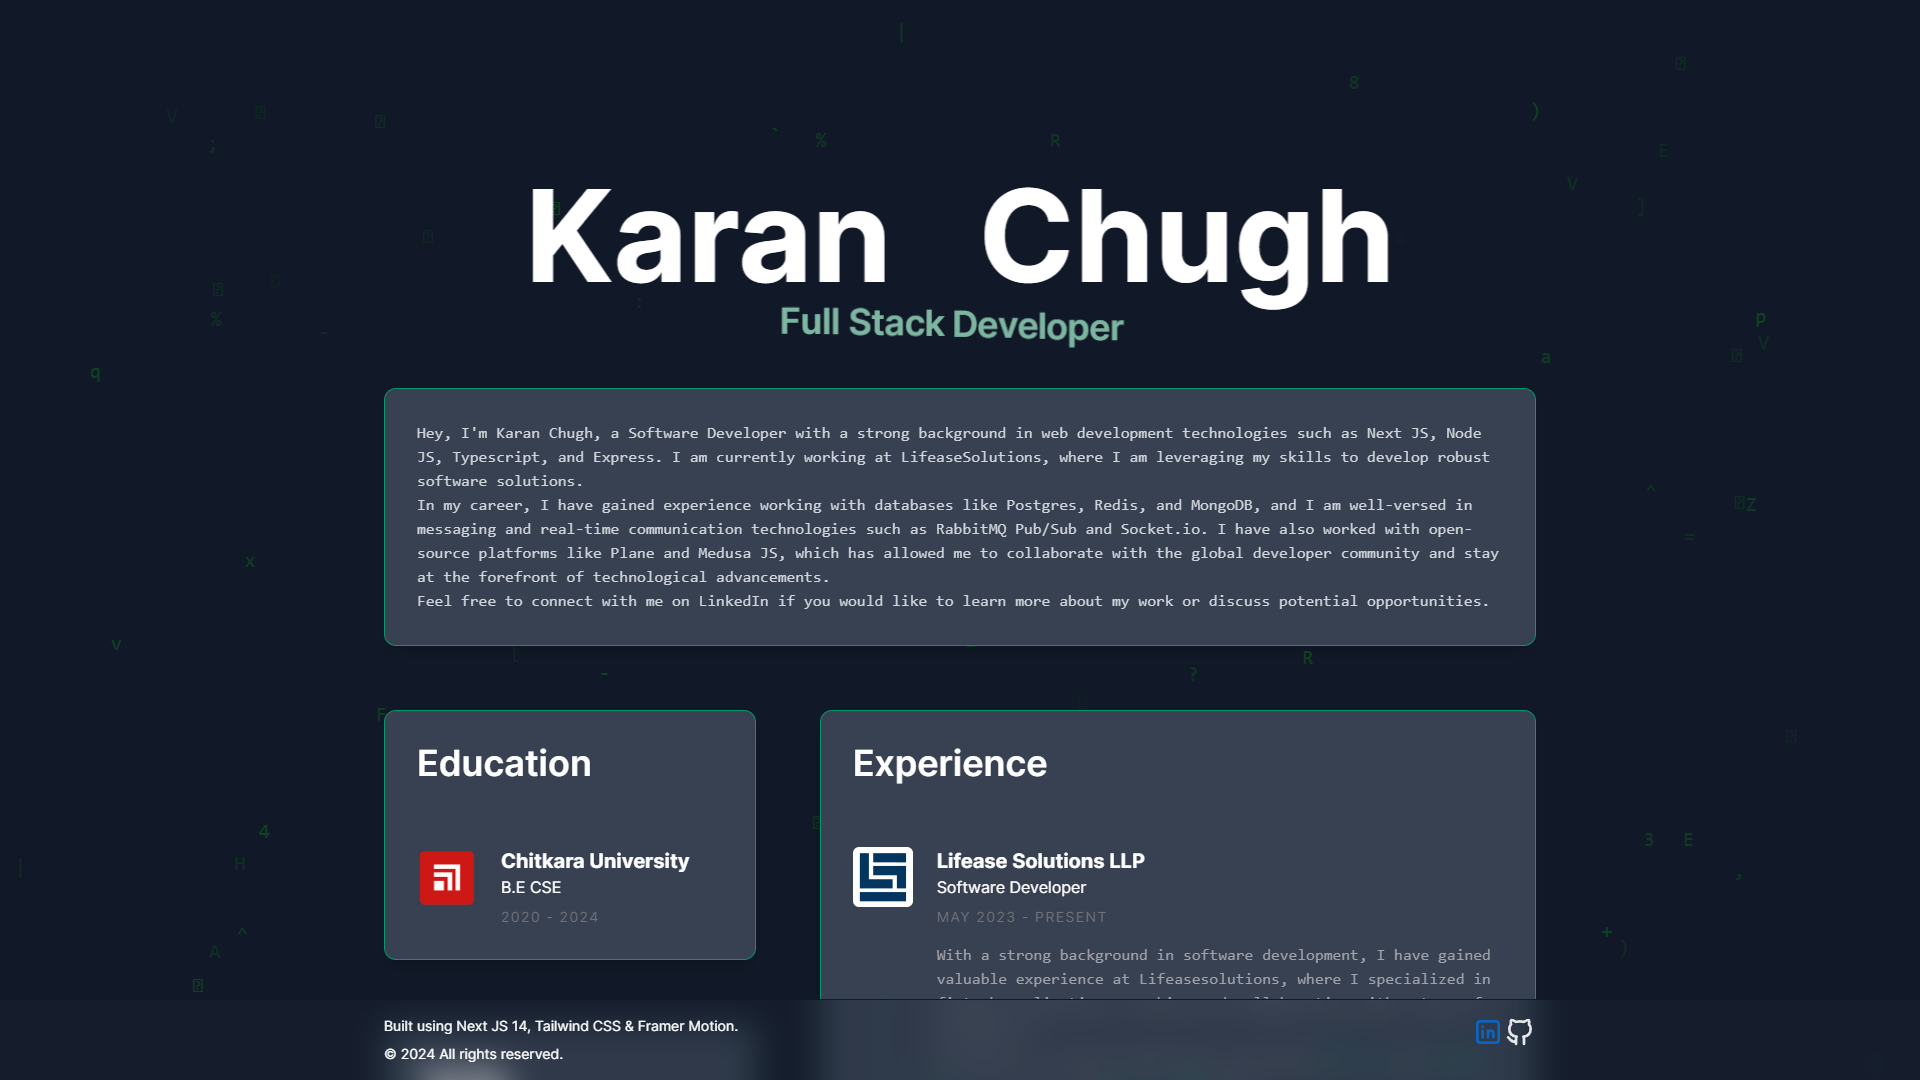 Karan Chugh
Full Stack Developer
Hey, I'm Karan Chugh, a Software Developer with a strong background in web development technologies such as Next JS, Node
JS, Typescript, and Express. I am currently working at LifeaseSolutions, where I am leveraging my skills to develop robust
software solutions.
In my career, I have gained experience working with databases like Postgres, Redis, and MongoDB, and I am well-versed in
messaging and real-time communication technologies such as RabbitMQ Pub/Sub and Socket.io. I have also worked with open-
source platforms like Plane and Medusa JS, which has allowed me to collaborate with the global developer community and stay
at the forefront of technological advancements.
Feel free to connect with me on LinkedIn if you would like to learn more about my work or discuss potential opportunities.
Education
Chitkara University
B.E CSE
2020 - 2024
Experience
Lifease Solutions LLP
Software Developer
MAY 2023 - PRESENT
With a strong background in software development, I have gained
valuable experience at Lifeasesolutions, where I specialized in
Built using Next JS 14, Tailwind CSS & Framer Motion.
© 2024 All rights reserved.